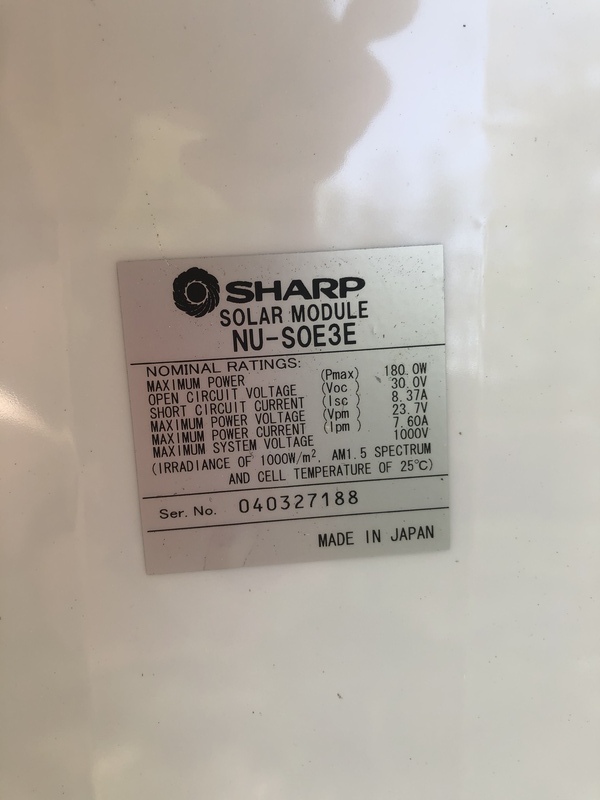 SHARP
SOLAR MODULE
NU-S0E3E
NOMINAL RATINGS:
MAXIMUM POWER (Pmax) 180.0W
OPEN CIRCUIT VOLTAGE (Voc) 30.0V
SHORT CIRCUIT CURRENT (Isc) 8.37A
MAXIMUM POWER VOLTAGE (Vpm) 23.7V
MAXIMUM POWER CURRENT (Ipm) 7.60A
MAXIMUM SYSTEM VOLTAGE 1000V
(IRRADIANCE OF 1000W/m², AM1.5 SPECTRUM
AND CELL TEMPERATURE OF 25℃)
Ser. No. 040327188
MADE IN JAPAN